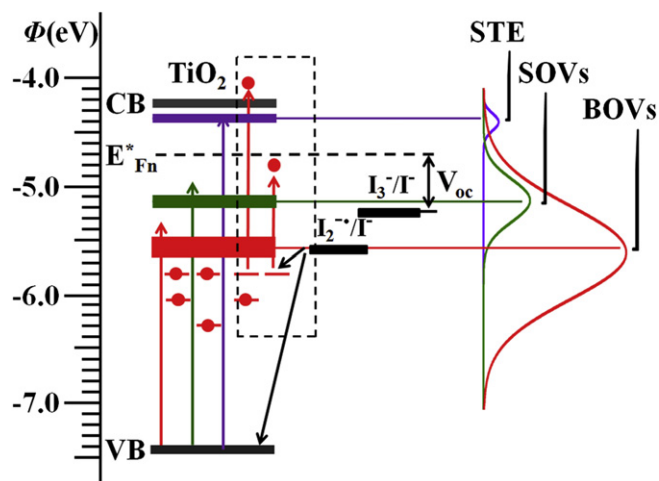 Φ(eV)
STE
-4.0
TiO₂
SOVs
CB
BOVs
E*Fn
-5.0
I₃⁻/I⁻
Voc
I₂⁻•/I⁻
-6.0
-7.0
VB